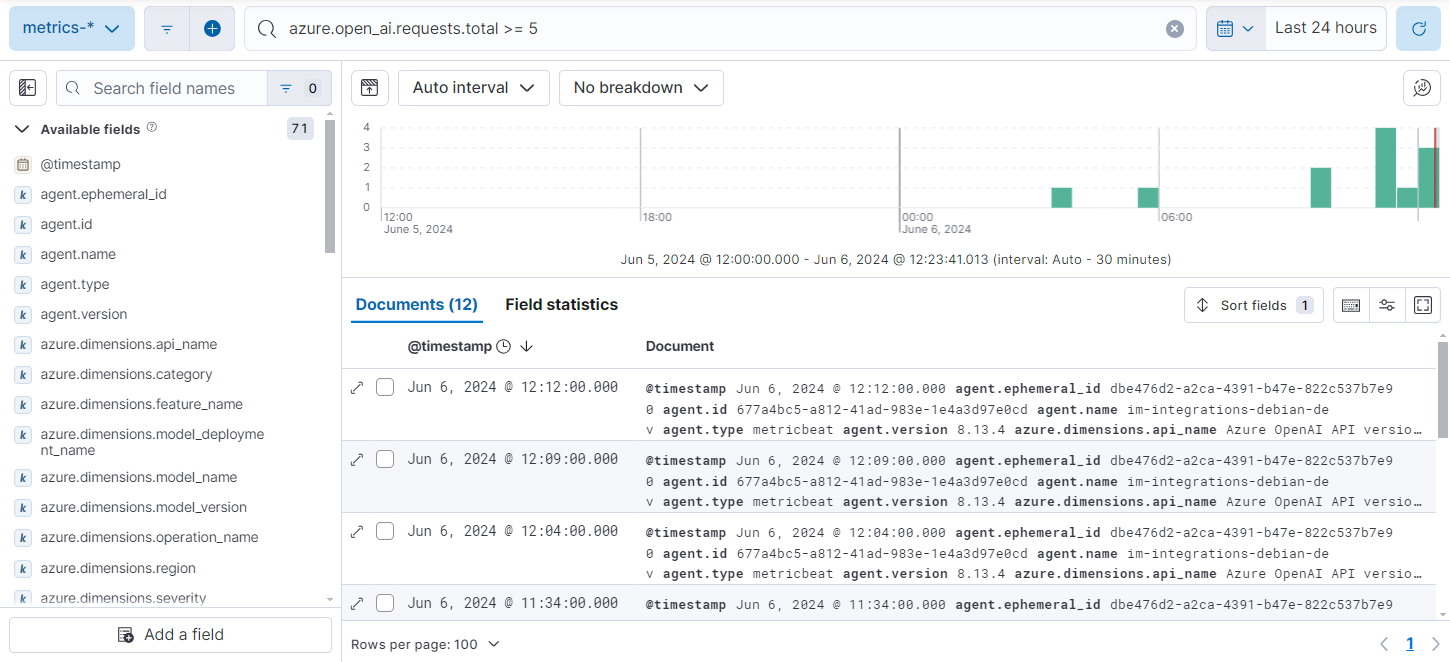 metrics-*
azure.open_ai.requests.total >= 5
Last 24 hours
Search field names
0
Auto interval
No breakdown
Available fields
71
@timestamp
agent.ephemeral_id
agent.id
agent.name
agent.type
agent.version
azure.dimensions.api_name
azure.dimensions.category
azure.dimensions.feature_name
azure.dimensions.model_deployme
nt_name
azure.dimensions.model_name
azure.dimensions.model_version
azure.dimensions.operation_name
azure.dimensions.region
azure.dimensions.severity
Add a field
4
3
2
1
0
12:00
June 5, 2024
18:00
00:00
June 6, 2024
06:00
Jun 5, 2024 @ 12:00:00.000 - Jun 6, 2024 @ 12:23:41.013 (interval: Auto - 30 minutes)
Documents (12)
Field statistics
Sort fields 1
@timestamp
Document
Jun 6, 2024 @ 12:12:00.000
@timestamp Jun 6, 2024 @ 12:12:00.000 agent.ephemeral_id dbe476d2-a2ca-4391-b47e-822c537b7e9
0 agent.id 677a4bc5-a812-41ad-983e-1e4a3d97e0cd agent.name im-integrations-debian-de
v agent.type metricbeat agent.version 8.13.4 azure.dimensions.api_name Azure OpenAI API versio…
Jun 6, 2024 @ 12:09:00.000
@timestamp Jun 6, 2024 @ 12:09:00.000 agent.ephemeral_id dbe476d2-a2ca-4391-b47e-822c537b7e9
0 agent.id 677a4bc5-a812-41ad-983e-1e4a3d97e0cd agent.name im-integrations-debian-de
v agent.type metricbeat agent.version 8.13.4 azure.dimensions.api_name Azure OpenAI API versio…
Jun 6, 2024 @ 12:04:00.000
@timestamp Jun 6, 2024 @ 12:04:00.000 agent.ephemeral_id dbe476d2-a2ca-4391-b47e-822c537b7e9
0 agent.id 677a4bc5-a812-41ad-983e-1e4a3d97e0cd agent.name im-integrations-debian-de
v agent.type metricbeat agent.version 8.13.4 azure.dimensions.api_name Azure OpenAI API versio…
Jun 6, 2024 @ 11:34:00.000
@timestamp Jun 6, 2024 @ 11:34:00.000 agent.ephemeral_id dbe476d2-a2ca-4391-b47e-822c537b7e9
Rows per page: 100
1